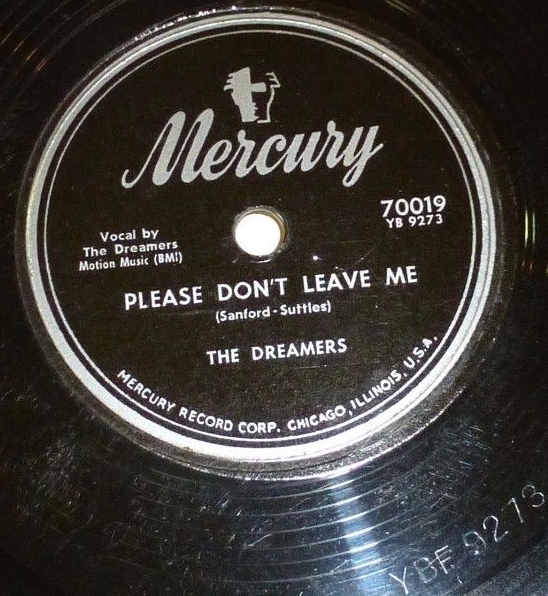 Mercury
70019
YB 9273
Vocal by
The Dreamers
Motion Music (BMI)
PLEASE DON'T LEAVE ME
(Sanford-Suttles)
THE DREAMERS
MERCURY RECORD CORP. CHICAGO, ILLINOIS, U.S.A.
YBF 9273